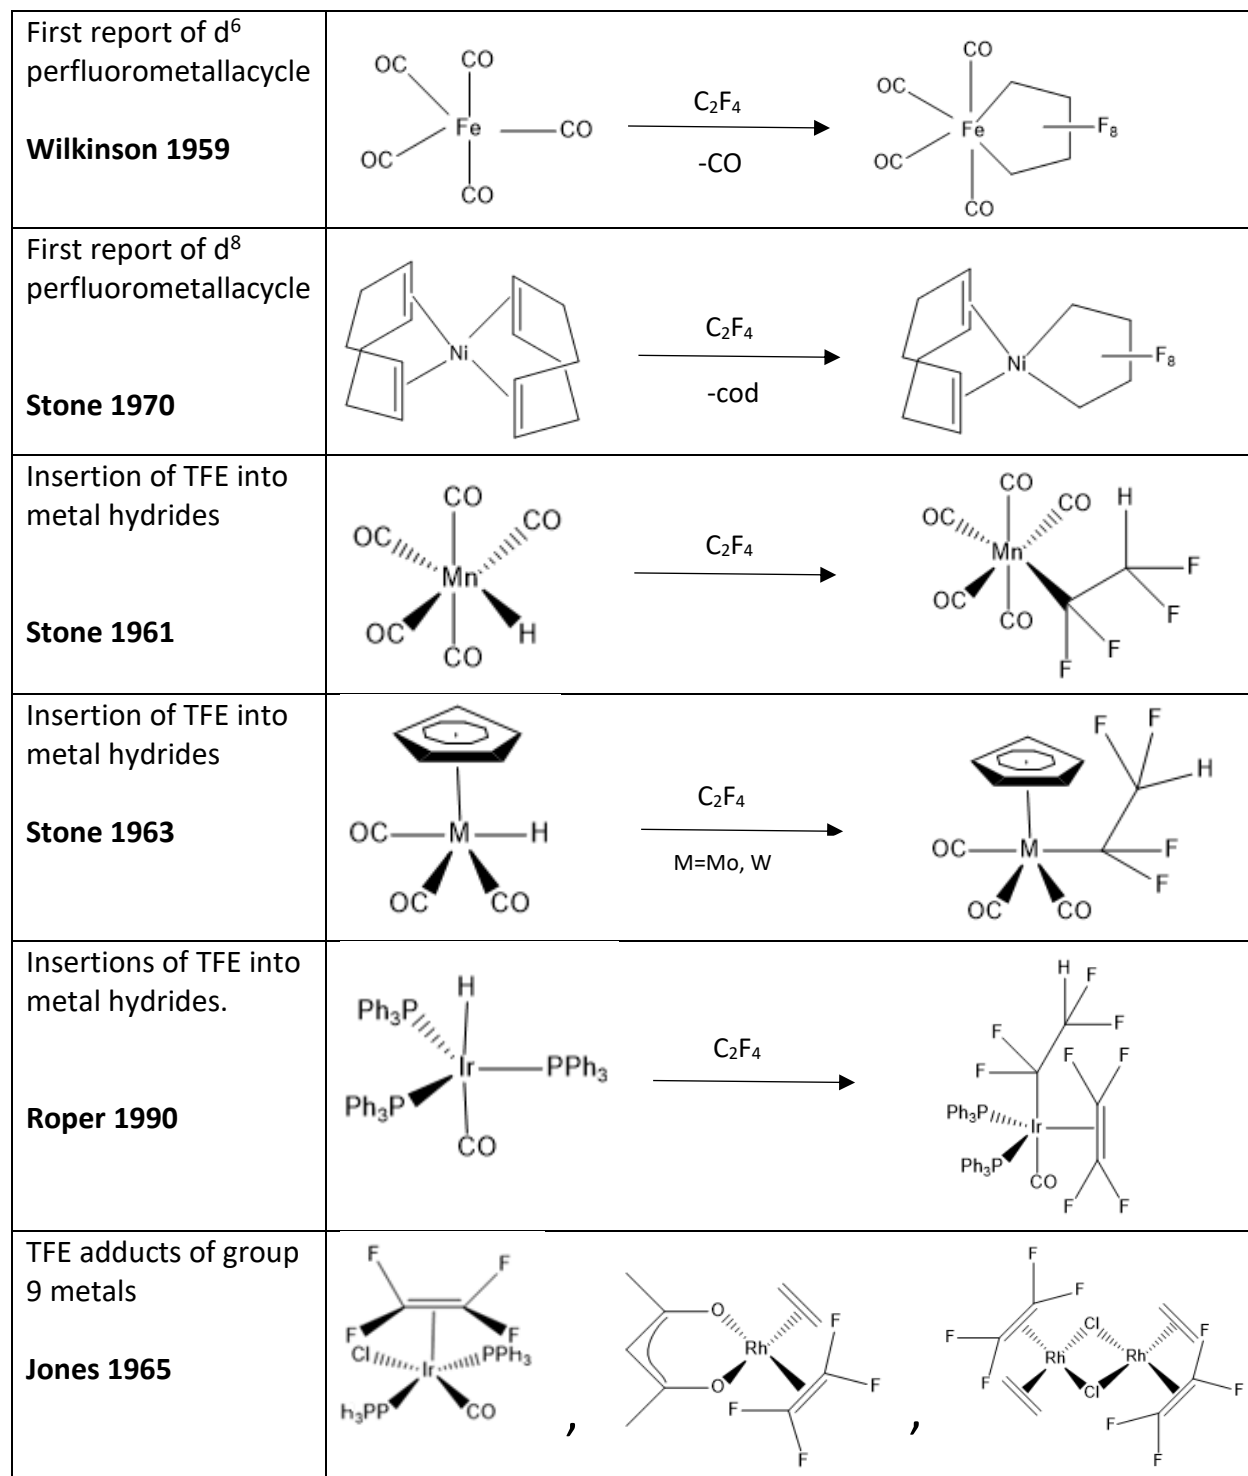 First report of d⁶
perfluorometallacycle
Wilkinson 1959
OC
CO
Fe
CO
OC
CO
C₂F₄
-CO
CO
OC
Fe
F₈
OC
CO
First report of d⁸
perfluorometallacycle
Stone 1970
Ni
C₂F₄
-cod
Ni
F₈
Insertion of TFE into
metal hydrides
Stone 1961
CO
OC
CO
Mn
OC
H
CO
C₂F₄
CO
H
OC
CO
Mn
F
OC
CO
F
F
F
Insertion of TFE into
metal hydrides
Stone 1963
OC
M
H
OC
CO
C₂F₄
M=Mo, W
F
F
H
OC
M
F
F
OC
CO
Insertions of TFE into
metal hydrides.
Roper 1990
H
Ph₃P
Ir
PPh₃
Ph₃P
CO
C₂F₄
H
F
F
F
F
F
F
Ph₃P
Ir
Ph₃P
CO
F
F
TFE adducts of group
9 metals
Jones 1965
F
F
F
F
Cl
PPH₃
Ir
h₃PP
CO
,
O
Rh
F
O
F
F
F
,
F
F
F
Cl
F
Rh
Rh
F
Cl
F
F
F